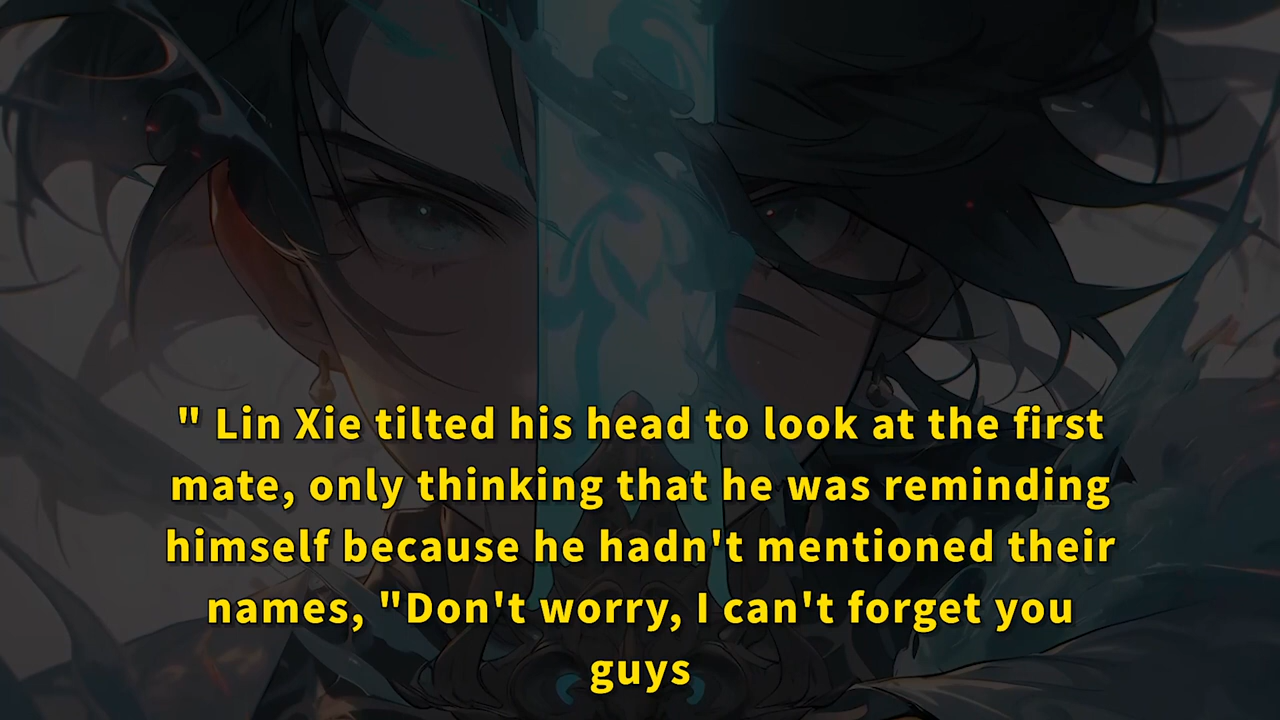 " Lin Xie tilted his head to look at the first
mate, only thinking that he was reminding
himself because he hadn't mentioned their
names, "Don't worry, I can't forget you
guys